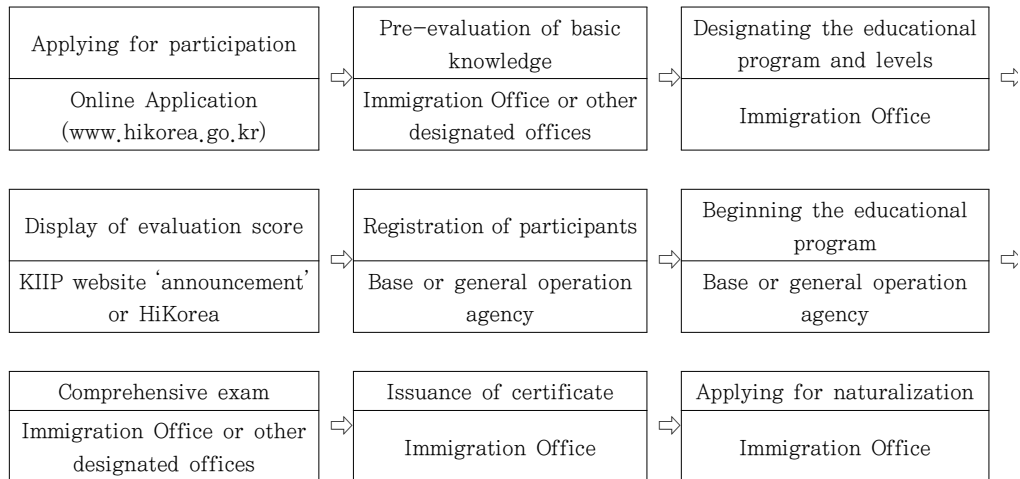 Applying for participation
Online Application
(www.hikorea.go.kr)
⇨
Pre-evaluation of basic
knowledge
Immigration Office or other
designated offices
⇨
Designating the educational
program and levels
Immigration Office
⇨
Display of evaluation score
KIIP website ‘announcement’
or HiKorea
⇨
Registration of participants
Base or general operation
agency
⇨
Beginning the educational
program
Base or general operation
agency
⇨
Comprehensive exam
Immigration Office or other
designated offices
⇨
Issuance of certificate
Immigration Office
⇨
Applying for naturalization
Immigration Office